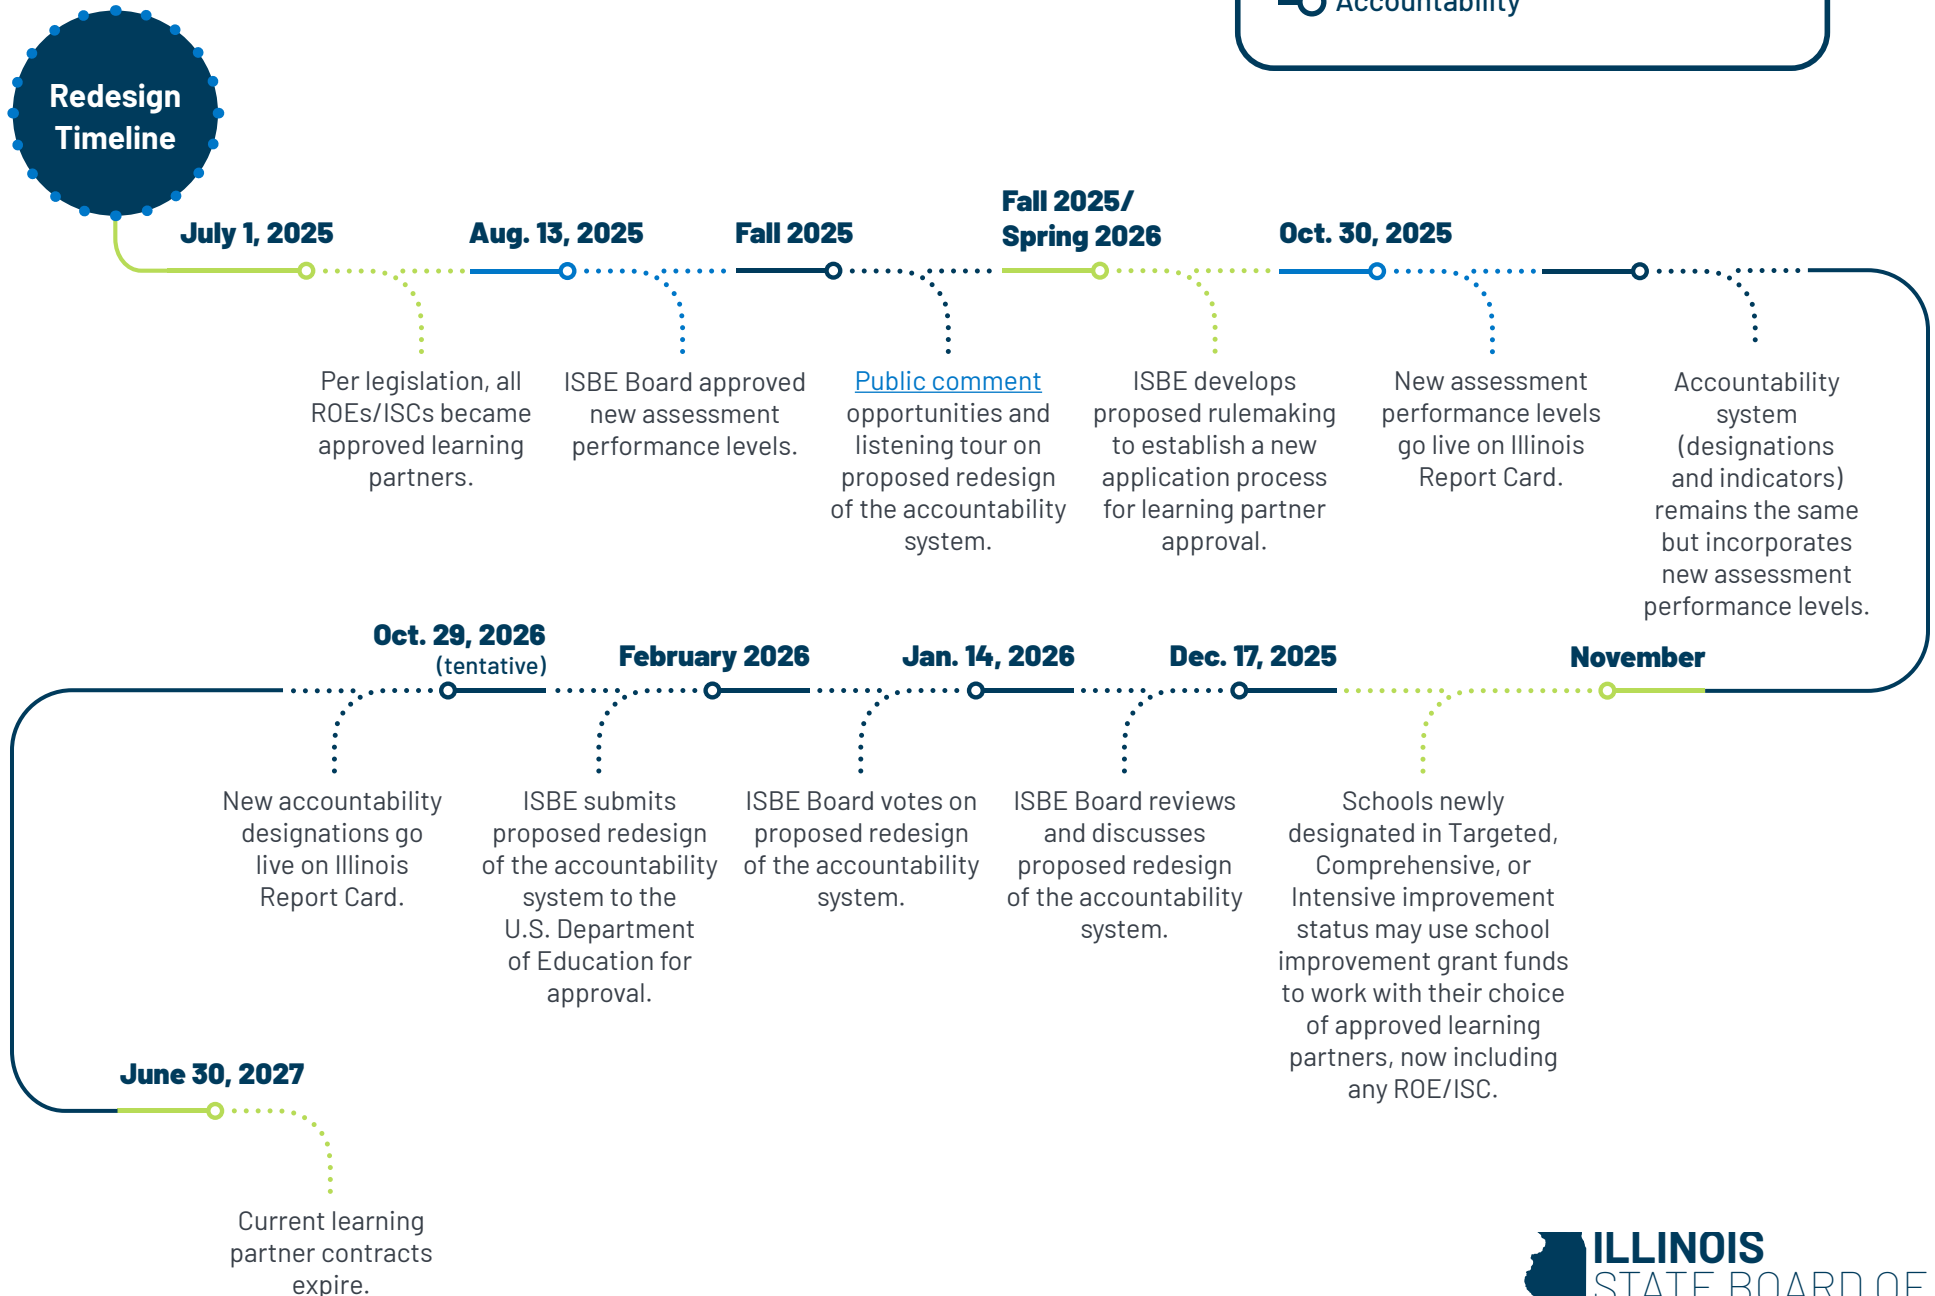 Accountability
Redesign
Timeline
July 1, 2025
Per legislation, all
ROEs/ISCs became
approved learning
partners.
Aug. 13, 2025
ISBE Board approved
new assessment
performance levels.
Fall 2025
Public comment
opportunities and
listening tour on
proposed redesign
of the accountability
system.
Fall 2025/
Spring 2026
ISBE develops
proposed rulemaking
to establish a new
application process
for learning partner
approval.
Oct. 30, 2025
New assessment
performance levels
go live on Illinois
Report Card.
Accountability
system
(designations
and indicators)
remains the same
but incorporates
new assessment
performance levels.
November
Schools newly
designated in Targeted,
Comprehensive, or
Intensive improvement
status may use school
improvement grant funds
to work with their choice
of approved learning
partners, now including
any ROE/ISC.
Dec. 17, 2025
ISBE Board reviews
and discusses
proposed redesign
of the accountability
system.
Jan. 14, 2026
ISBE Board votes on
proposed redesign
of the accountability
system.
February 2026
ISBE submits
proposed redesign
of the accountability
system to the
U.S. Department
of Education for
approval.
Oct. 29, 2026
(tentative)
New accountability
designations go
live on Illinois
Report Card.
June 30, 2027
Current learning
partner contracts
expire.
ILLINOIS
STATE BOARD OF